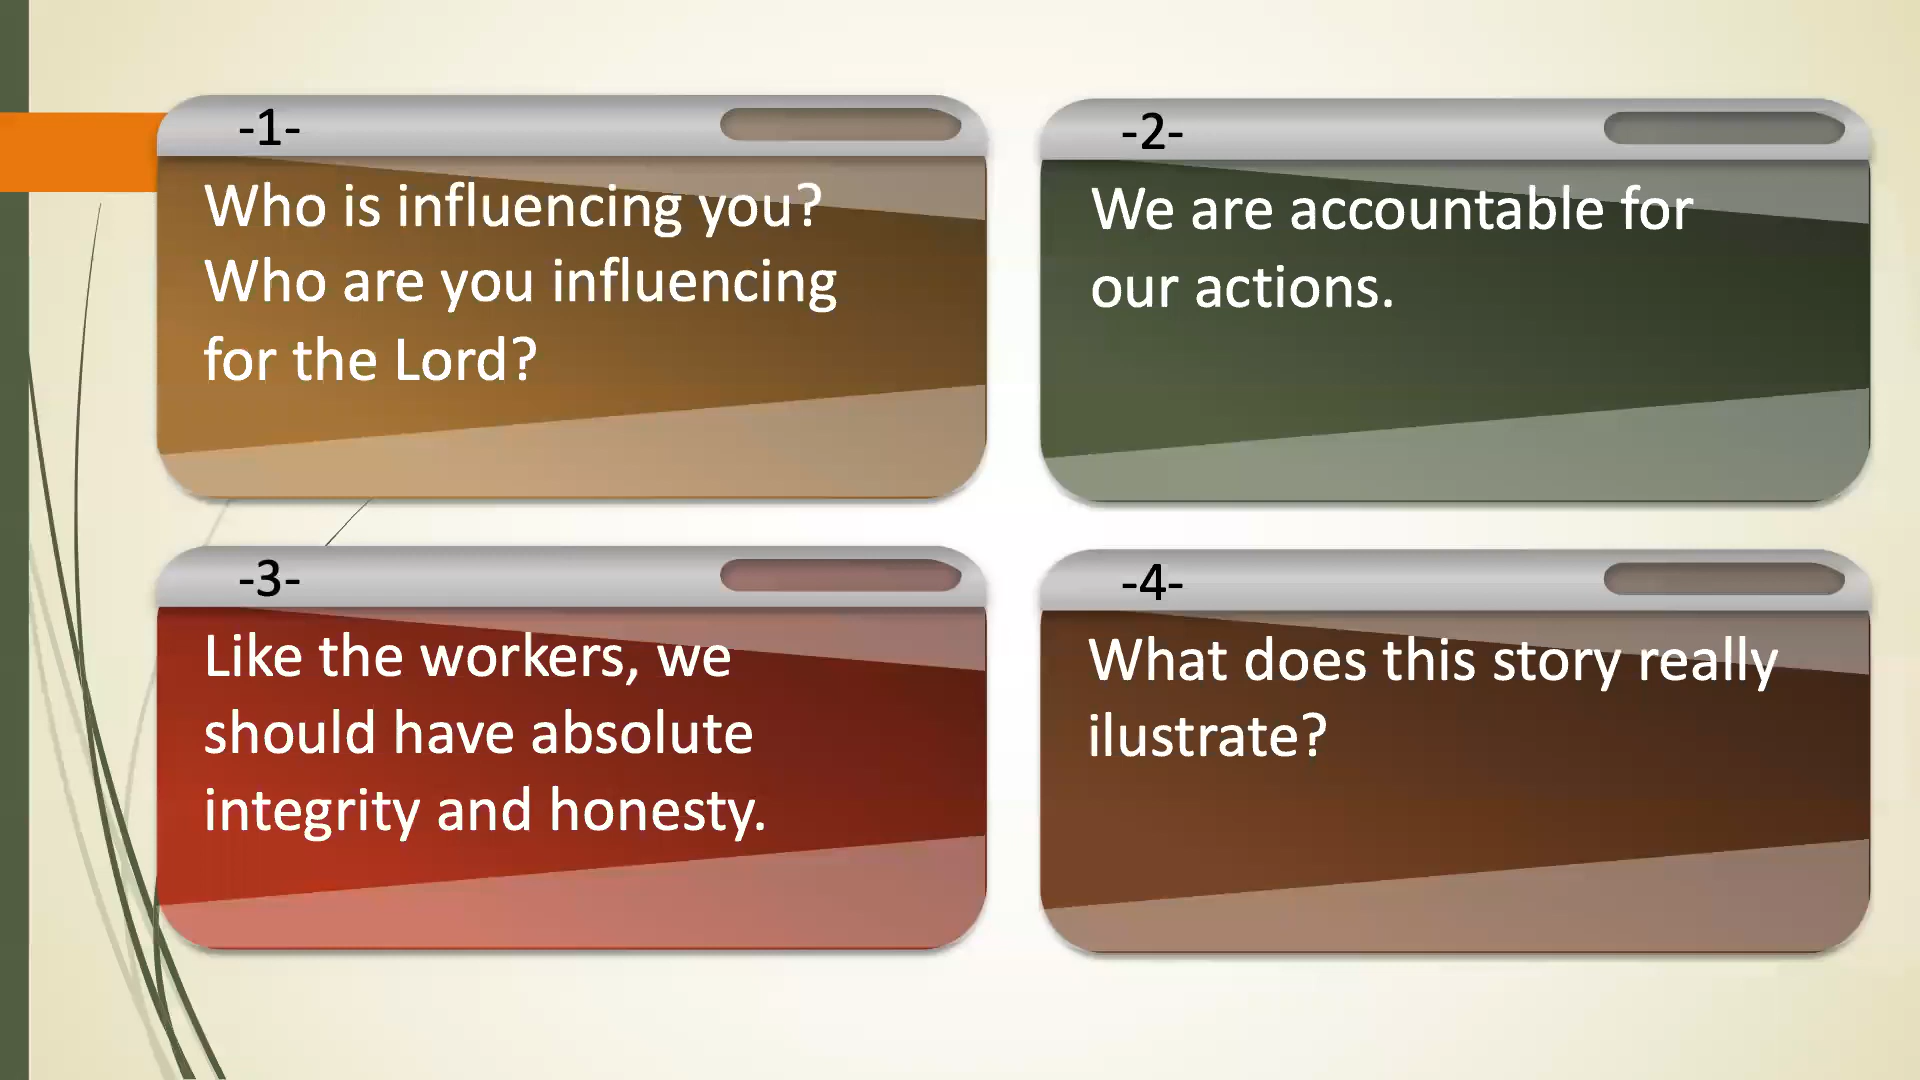 -1-
Who is influencing you?
Who are you influencing
for the Lord?
-2-
We are accountable for
our actions.
-3-
Like the workers, we
should have absolute
integrity and honesty.
-4-
What does this story really
ilustrate?